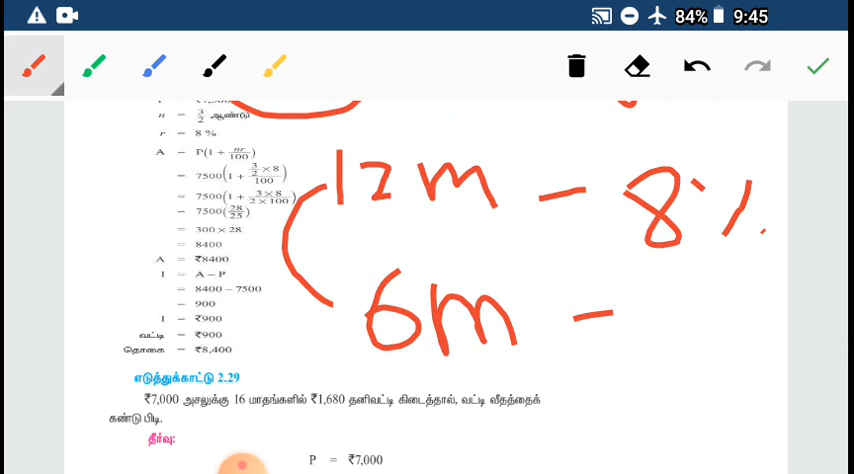 84% 9:45
n = 3/2 ஆண்டு
r = 8 %
A = P(1 + nr/100)
= 7500(1 + 3/2 × 8/100)
= 7500(1 + 3 × 8/2 × 100)
= 7500(28/25)
= 300 × 28
= 8400
A = ₹8400
I = A – P
= 8400 – 7500
= 900
I = ₹900
வட்டி = ₹900
தொகை = ₹8,400
12 m – 8 %
6 m –
எடுத்துக்காட்டு 2.29
₹7,000 அசலுக்கு 16 மாதங்களில் ₹1,680 தனிவட்டி கிடைத்தால், வட்டி வீதத்தைக்
கண்டு பிடி.
தீர்வு:
P = ₹7,000